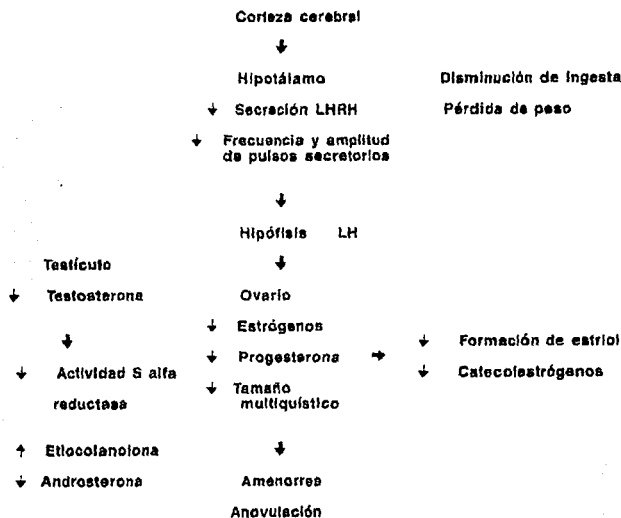 Corteza cerebral
↓
Hipotálamo
Disminución de ingesta
↓ Secreción LHRH
Pérdida de peso
↓ Frecuencia y amplitud
de pulsos secretorios
↓
Hipófisis LH
↓
Testículo
↓ Testosterona
Ovario
↓ Estrógenos
↓ Progesterona →
↓ Formación de estriol
↓
↓ Actividad S alfa
reductasa
↓ Tamaño
multiquístico
↓ Catecolestrógenos
↑ Etiocolanolona
↓
↓ Androsterona
Amenorrea
Anovulación